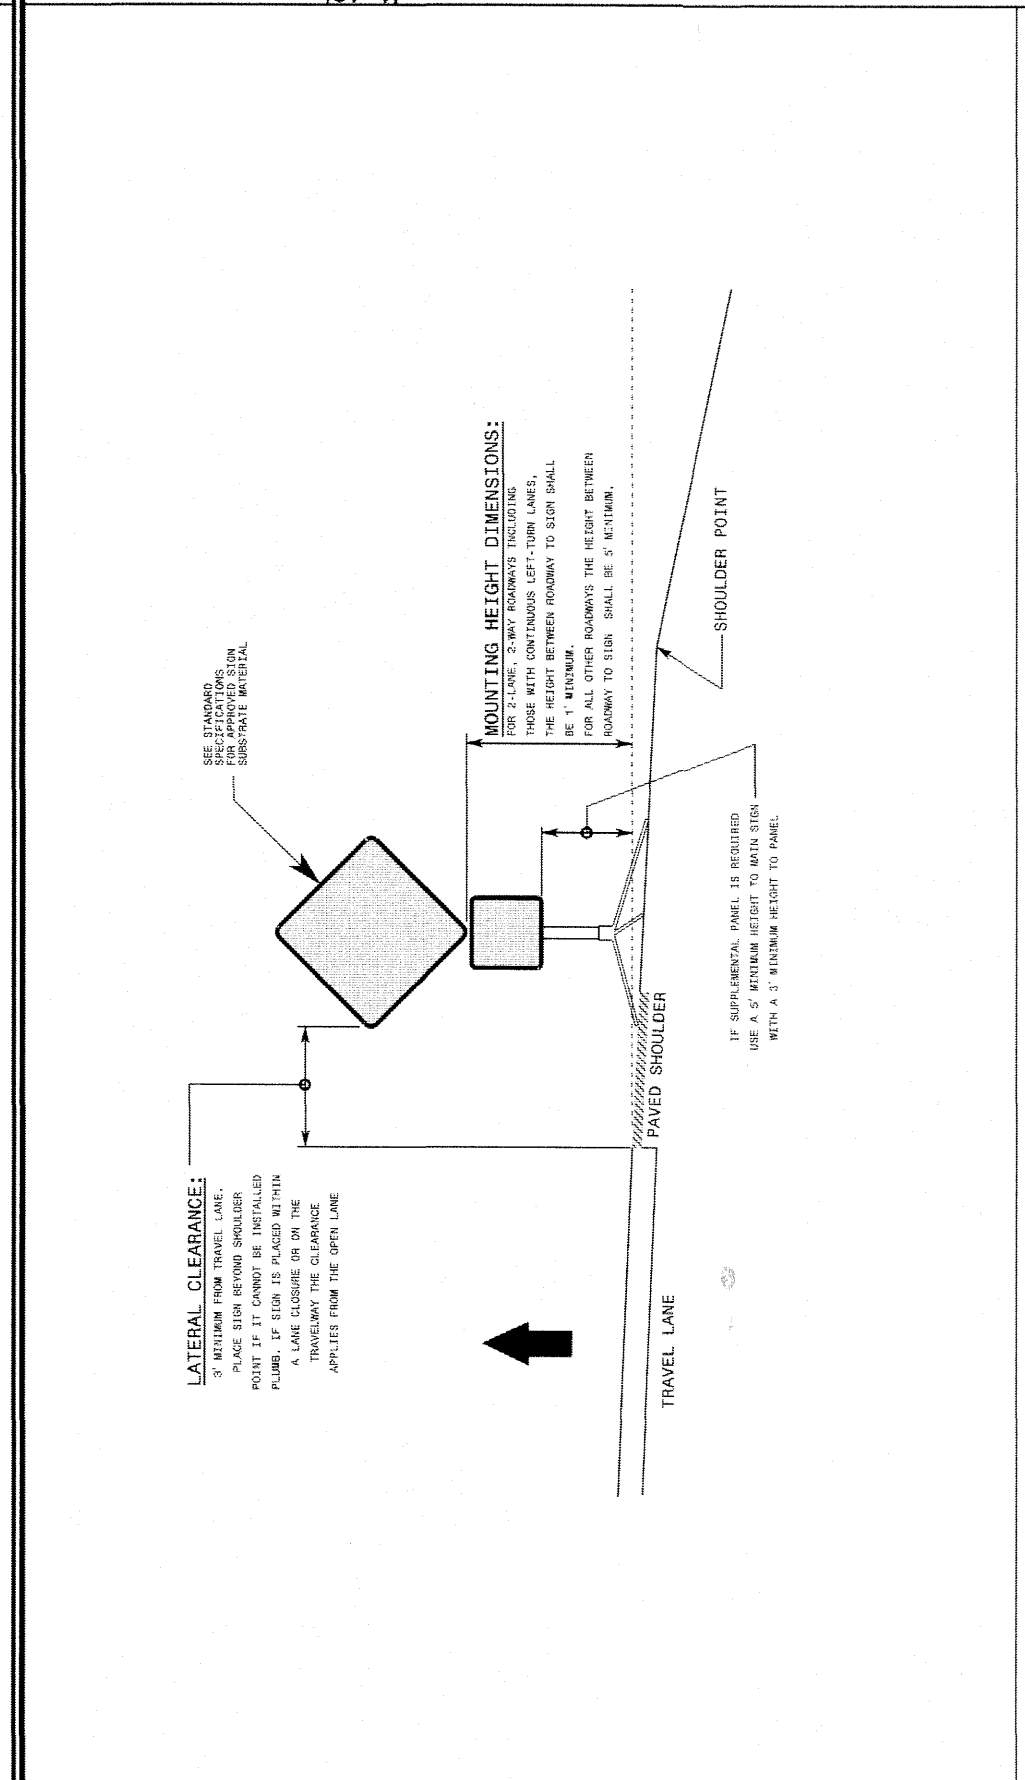 LATERAL CLEARANCE:
3' MINIMUM FROM TRAVEL LANE.
PLACE SIGN BEYOND SHOULDER
POINT IF IT CANNOT BE INSTALLED
PLUMB. IF SIGN IS PLACED WITHIN
A LANE CLOSURE OR ON THE
TRAVELWAY THE CLEARANCE
APPLIES FROM THE OPEN LANE
SEE STANDARD
SPECIFICATIONS
FOR APPROVED SIGN
SUBSTRATE MATERIAL
MOUNTING HEIGHT DIMENSIONS:
FOR 2-LANE, 2-WAY ROADWAYS INCLUDING
THOSE WITH CONTINUOUS LEFT-TURN LANES,
THE HEIGHT BETWEEN ROADWAY TO SIGN SHALL
BE 1' MINIMUM.
FOR ALL OTHER ROADWAYS THE HEIGHT BETWEEN
ROADWAY TO SIGN SHALL BE 5' MINIMUM.
TRAVEL LANE
PAVED SHOULDER
SHOULDER POINT
IF SUPPLEMENTAL PANEL IS REQUIRED
USE A 5' MINIMUM HEIGHT TO MAIN SIGN
WITH A 3' MINIMUM HEIGHT TO PANEL